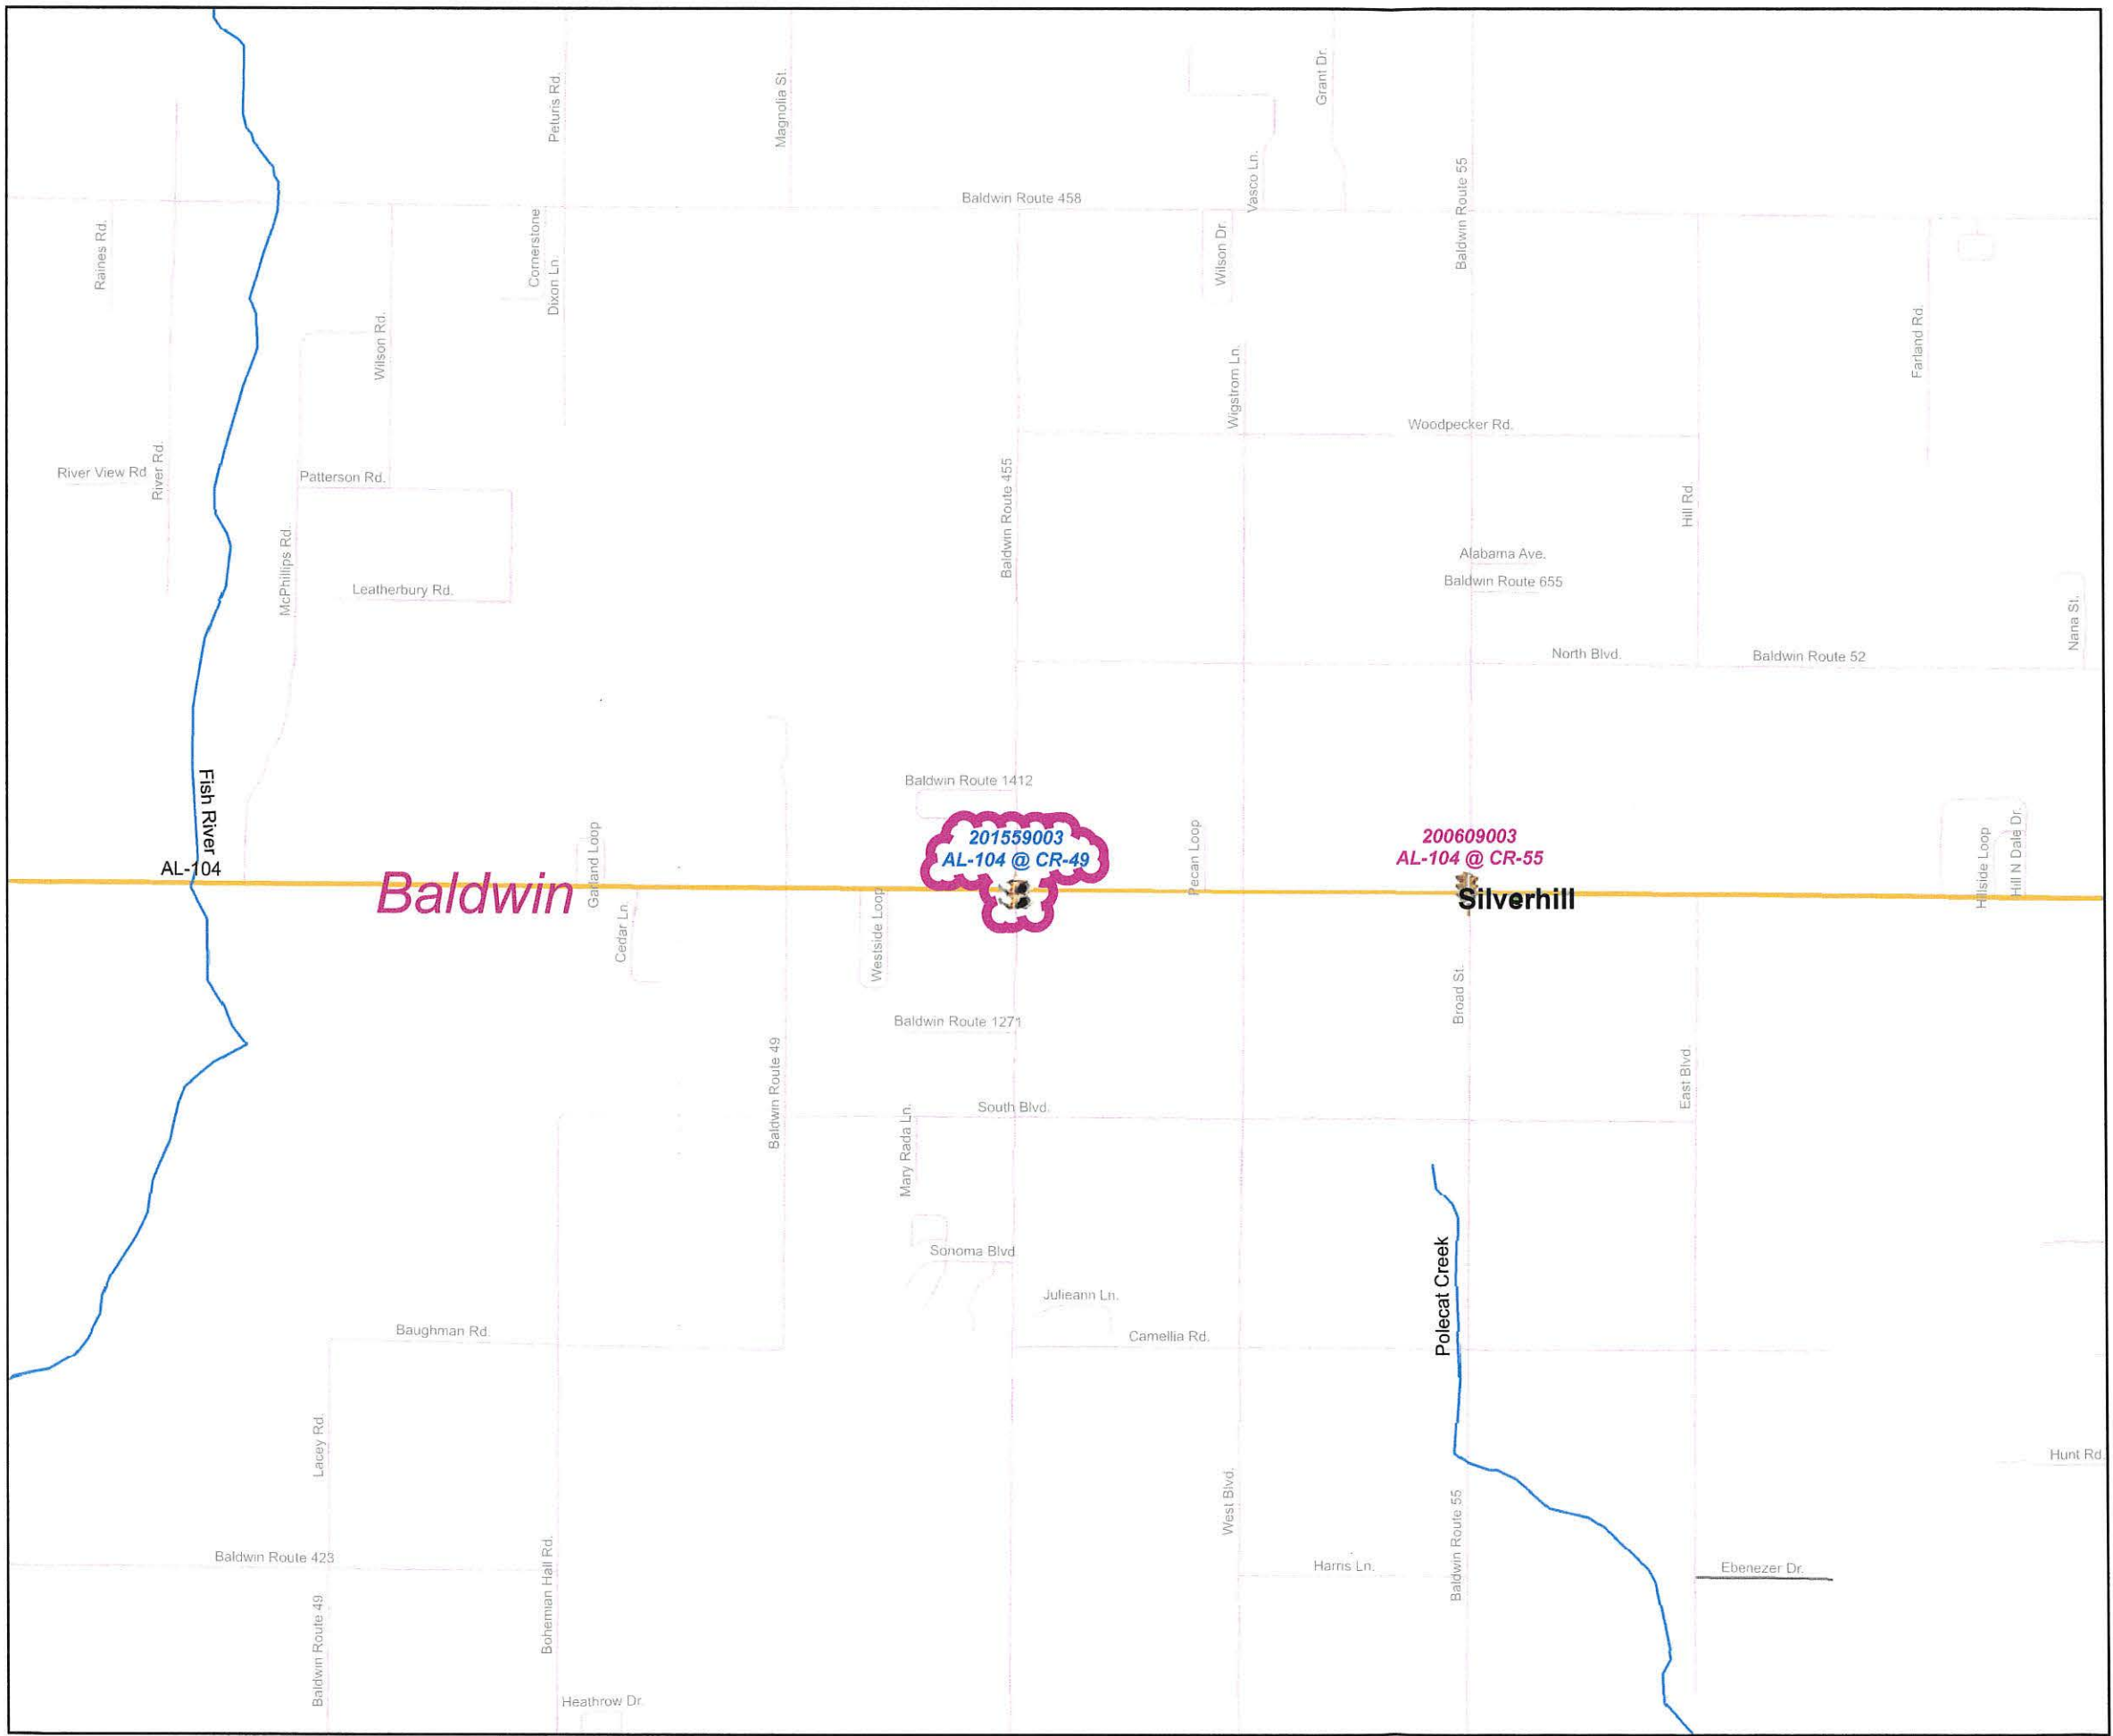 Peturis Rd.
Magnolia St.
Grant Dr.
Vasco Ln.
Baldwin Route 55
Baldwin Route 458
Raines Rd.
Cornerstone
Dixon Ln.
Wilson Dr.
Wilson Rd.
Farland Rd.
Wigstrom Ln.
Woodpecker Rd.
River View Rd.
River Rd.
Patterson Rd.
Baldwin Route 455
Hill Rd.
McPhillips Rd.
Alabama Ave.
Baldwin Route 655
Leatherbury Rd.
Nana St.
North Blvd.
Baldwin Route 52
Fish River
Baldwin Route 1412
201559003
AL-104 @ CR-49
200609003
AL-104 @ CR-55
Garland Loop
Pecan Loop
Hillside Loop
Hill N Dale Dr.
AL-104
Baldwin
Silverhill
Cedar Ln.
Westside Loop
Broad St.
Baldwin Route 1271
Baldwin Route 49
East Blvd.
South Blvd.
Mary Rada Ln.
Sonoma Blvd.
Polecat Creek
Julieann Ln.
Baughman Rd.
Camellia Rd.
Lacey Rd.
West Blvd.
Hunt Rd.
Baldwin Route 55
Baldwin Route 423
Bohemian Hall Rd.
Harris Ln.
Ebenezer Dr.
Baldwin Route 49
Heathrow Dr.